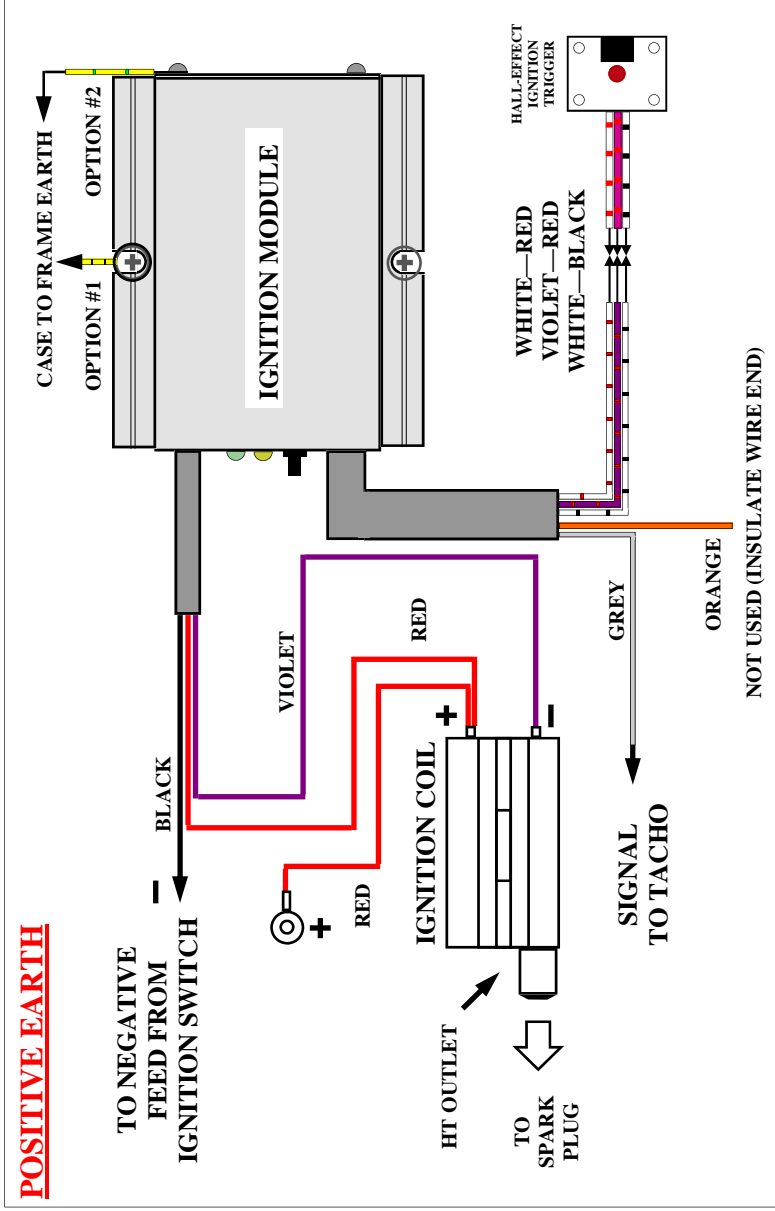 POSITIVE EARTH
TO NEGATIVE
FEED FROM
IGNITION SWITCH
−
BLACK
VIOLET
RED
RED
+
+
−
IGNITION COIL
HT OUTLET
TO
SPARK
PLUG
SIGNAL
TO TACHO
GREY
ORANGE
NOT USED (INSULATE WIRE END)
CASE TO FRAME EARTH
OPTION #1
OPTION #2
IGNITION MODULE
WHITE—RED
VIOLET—RED
WHITE—BLACK
HALL-EFFECT
IGNITION
TRIGGER